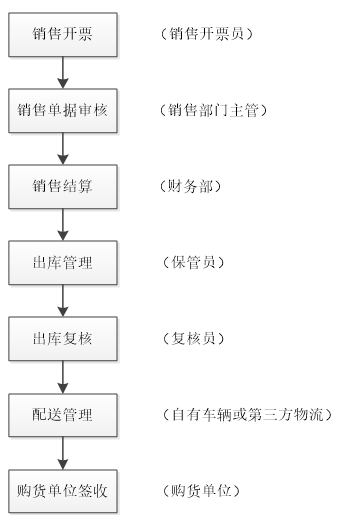 销售开票 （销售开票员）
销售单据审核 （销售部门主管）
销售结算 （财务部）
出库管理 （保管员）
出库复核 （复核员）
配送管理 （自有车辆或第三方物流）
购货单位签收 （购货单位）